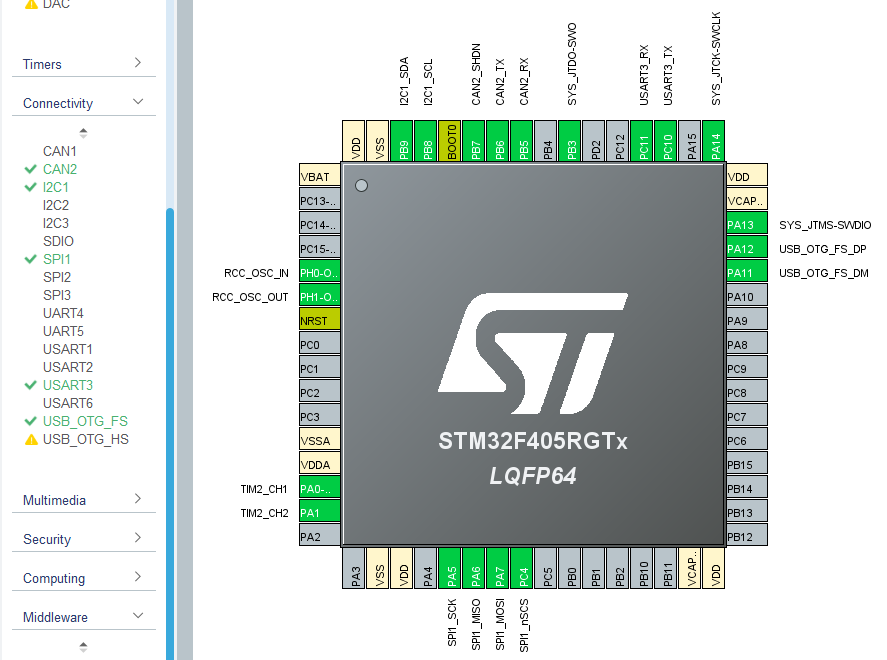 DAC
Timers
Connectivity
CAN1
CAN2
I2C1
I2C2
I2C3
SDIO
SPI1
SPI2
SPI3
UART4
UART5
USART1
USART2
USART3
USART6
USB_OTG_FS
USB_OTG_HS
Multimedia
Security
Computing
Middleware
I2C1_SDA
I2C1_SCL
CAN2_SHDN
CAN2_TX
CAN2_RX
SYS_JTDO-SWO
USART3_RX
USART3_TX
SYS_JTCK-SWCLK
VDD
VSS
PB9
PB8
BOOT0
PB7
PB6
PB5
PB4
PB3
PD2
PC12
PC11
PC10
PA15
PA14
VBAT
PC13-..
PC14-..
PC15-..
RCC_OSC_IN PH0-O..
RCC_OSC_OUT PH1-O..
NRST
PC0
PC1
PC2
PC3
VSSA
VDDA
TIM2_CH1 PA0-..
TIM2_CH2 PA1
PA2
STM32F405RGTx
LQFP64
VDD
VCAP..
PA13 SYS_JTMS-SWDIO
PA12 USB_OTG_FS_DP
PA11 USB_OTG_FS_DM
PA10
PA9
PA8
PC9
PC8
PC7
PC6
PB15
PB14
PB13
PB12
PA3
VSS
VDD
PA4
PA5
PA6
PA7
PC4
PC5
PB0
PB1
PB2
PB10
PB11
VCAP..
VDD
SPI1_SCK
SPI1_MISO
SPI1_MOSI
SPI1_nSCS